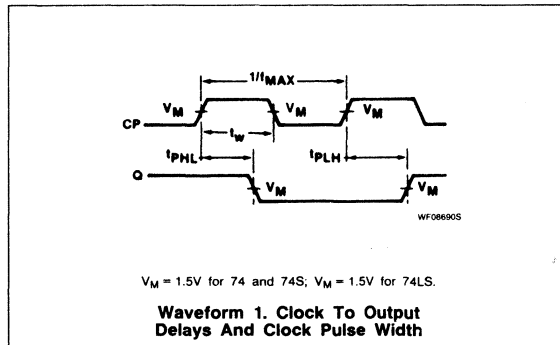 1/fMAX
VM VM VM
CP
tw
tPHL tPLH
Q VM VM
WF08690S
VM = 1.5V for 74 and 74S; VM = 1.5V for 74LS.
Waveform 1. Clock To Output
Delays And Clock Pulse Width